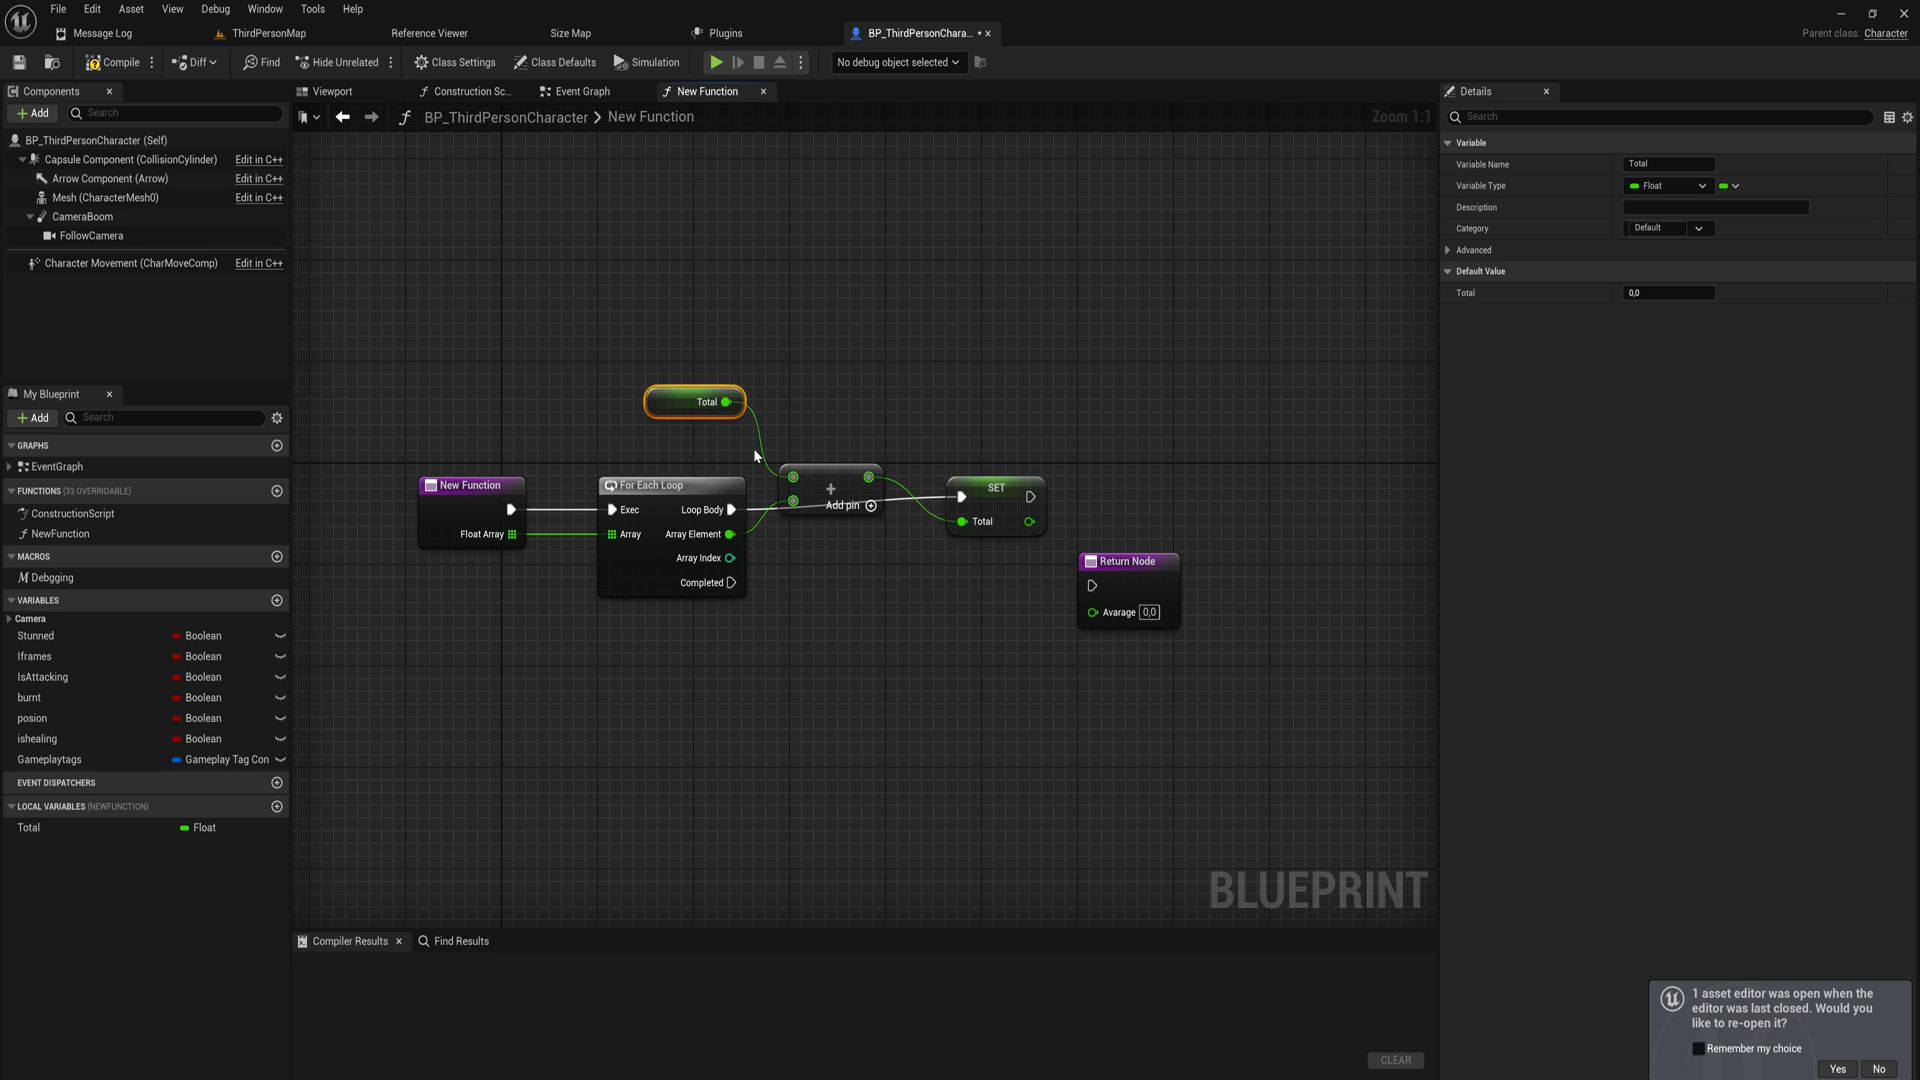 File Edit Asset View Debug Window Tools Help
Message Log ThirdPersonMap Reference Viewer Size Map Plugins BP_ThirdPersonChara... • Parent class: Character
Compile Diff Find Hide Unrelated Class Settings Class Defaults Simulation No debug object selected
Components
Add Search
BP_ThirdPersonCharacter (Self)
Capsule Component (CollisionCylinder) Edit in C++
Arrow Component (Arrow) Edit in C++
Mesh (CharacterMesh0) Edit in C++
CameraBoom
FollowCamera
Character Movement (CharMoveComp) Edit in C++
My Blueprint
+ Add Search
GRAPHS
EventGraph
FUNCTIONS (33 OVERRIDABLE)
ConstructionScript
NewFunction
MACROS
Debgging
VARIABLES
Camera
Stunned Boolean
Iframes Boolean
IsAttacking Boolean
burnt Boolean
posion Boolean
ishealing Boolean
Gameplaytags Gameplay Tag Con
EVENT DISPATCHERS
LOCAL VARIABLES (NEWFUNCTION)
Total Float
Viewport Construction Sc... Event Graph New Function
BP_ThirdPersonCharacter > New Function Zoom 1:1
Total
New Function
Float Array
For Each Loop
Exec Loop Body
Array Array Element
Array Index
Completed
Add pin
SET
Total
Return Node
Avarage 0,0
BLUEPRINT
Compiler Results Find Results
CLEAR
Details
Search
Variable
Variable Name Total
Variable Type Float
Description
Category Default
Advanced
Default Value
Total 0,0
1 asset editor was open when the
editor was last closed. Would you
like to re-open it?
Remember my choice
Yes No